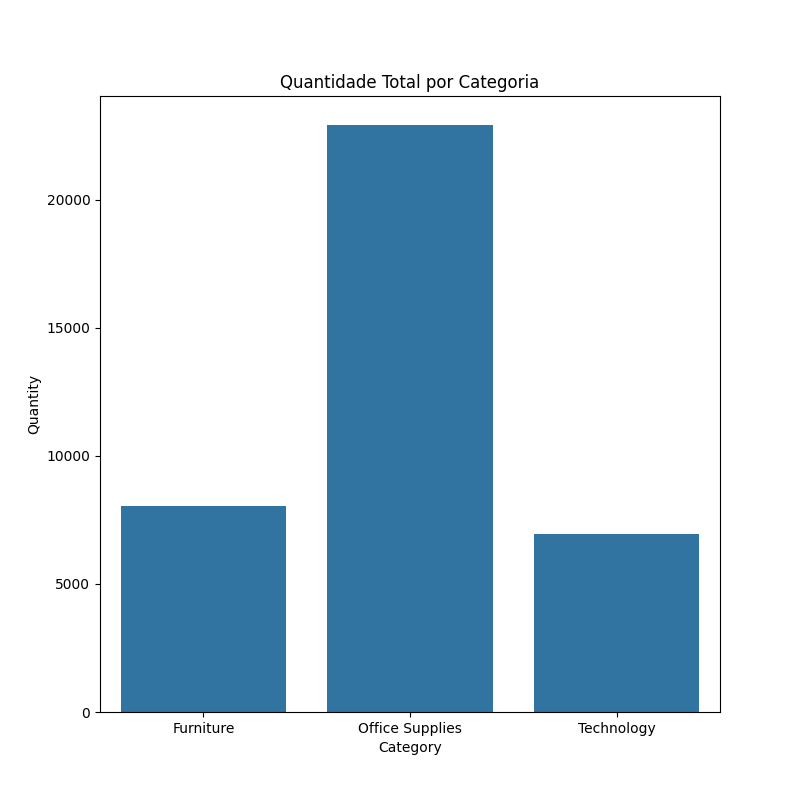 Quantidade Total por Categoria
Quantity
20000
15000
10000
5000
0
Furniture
Office Supplies
Technology
Category